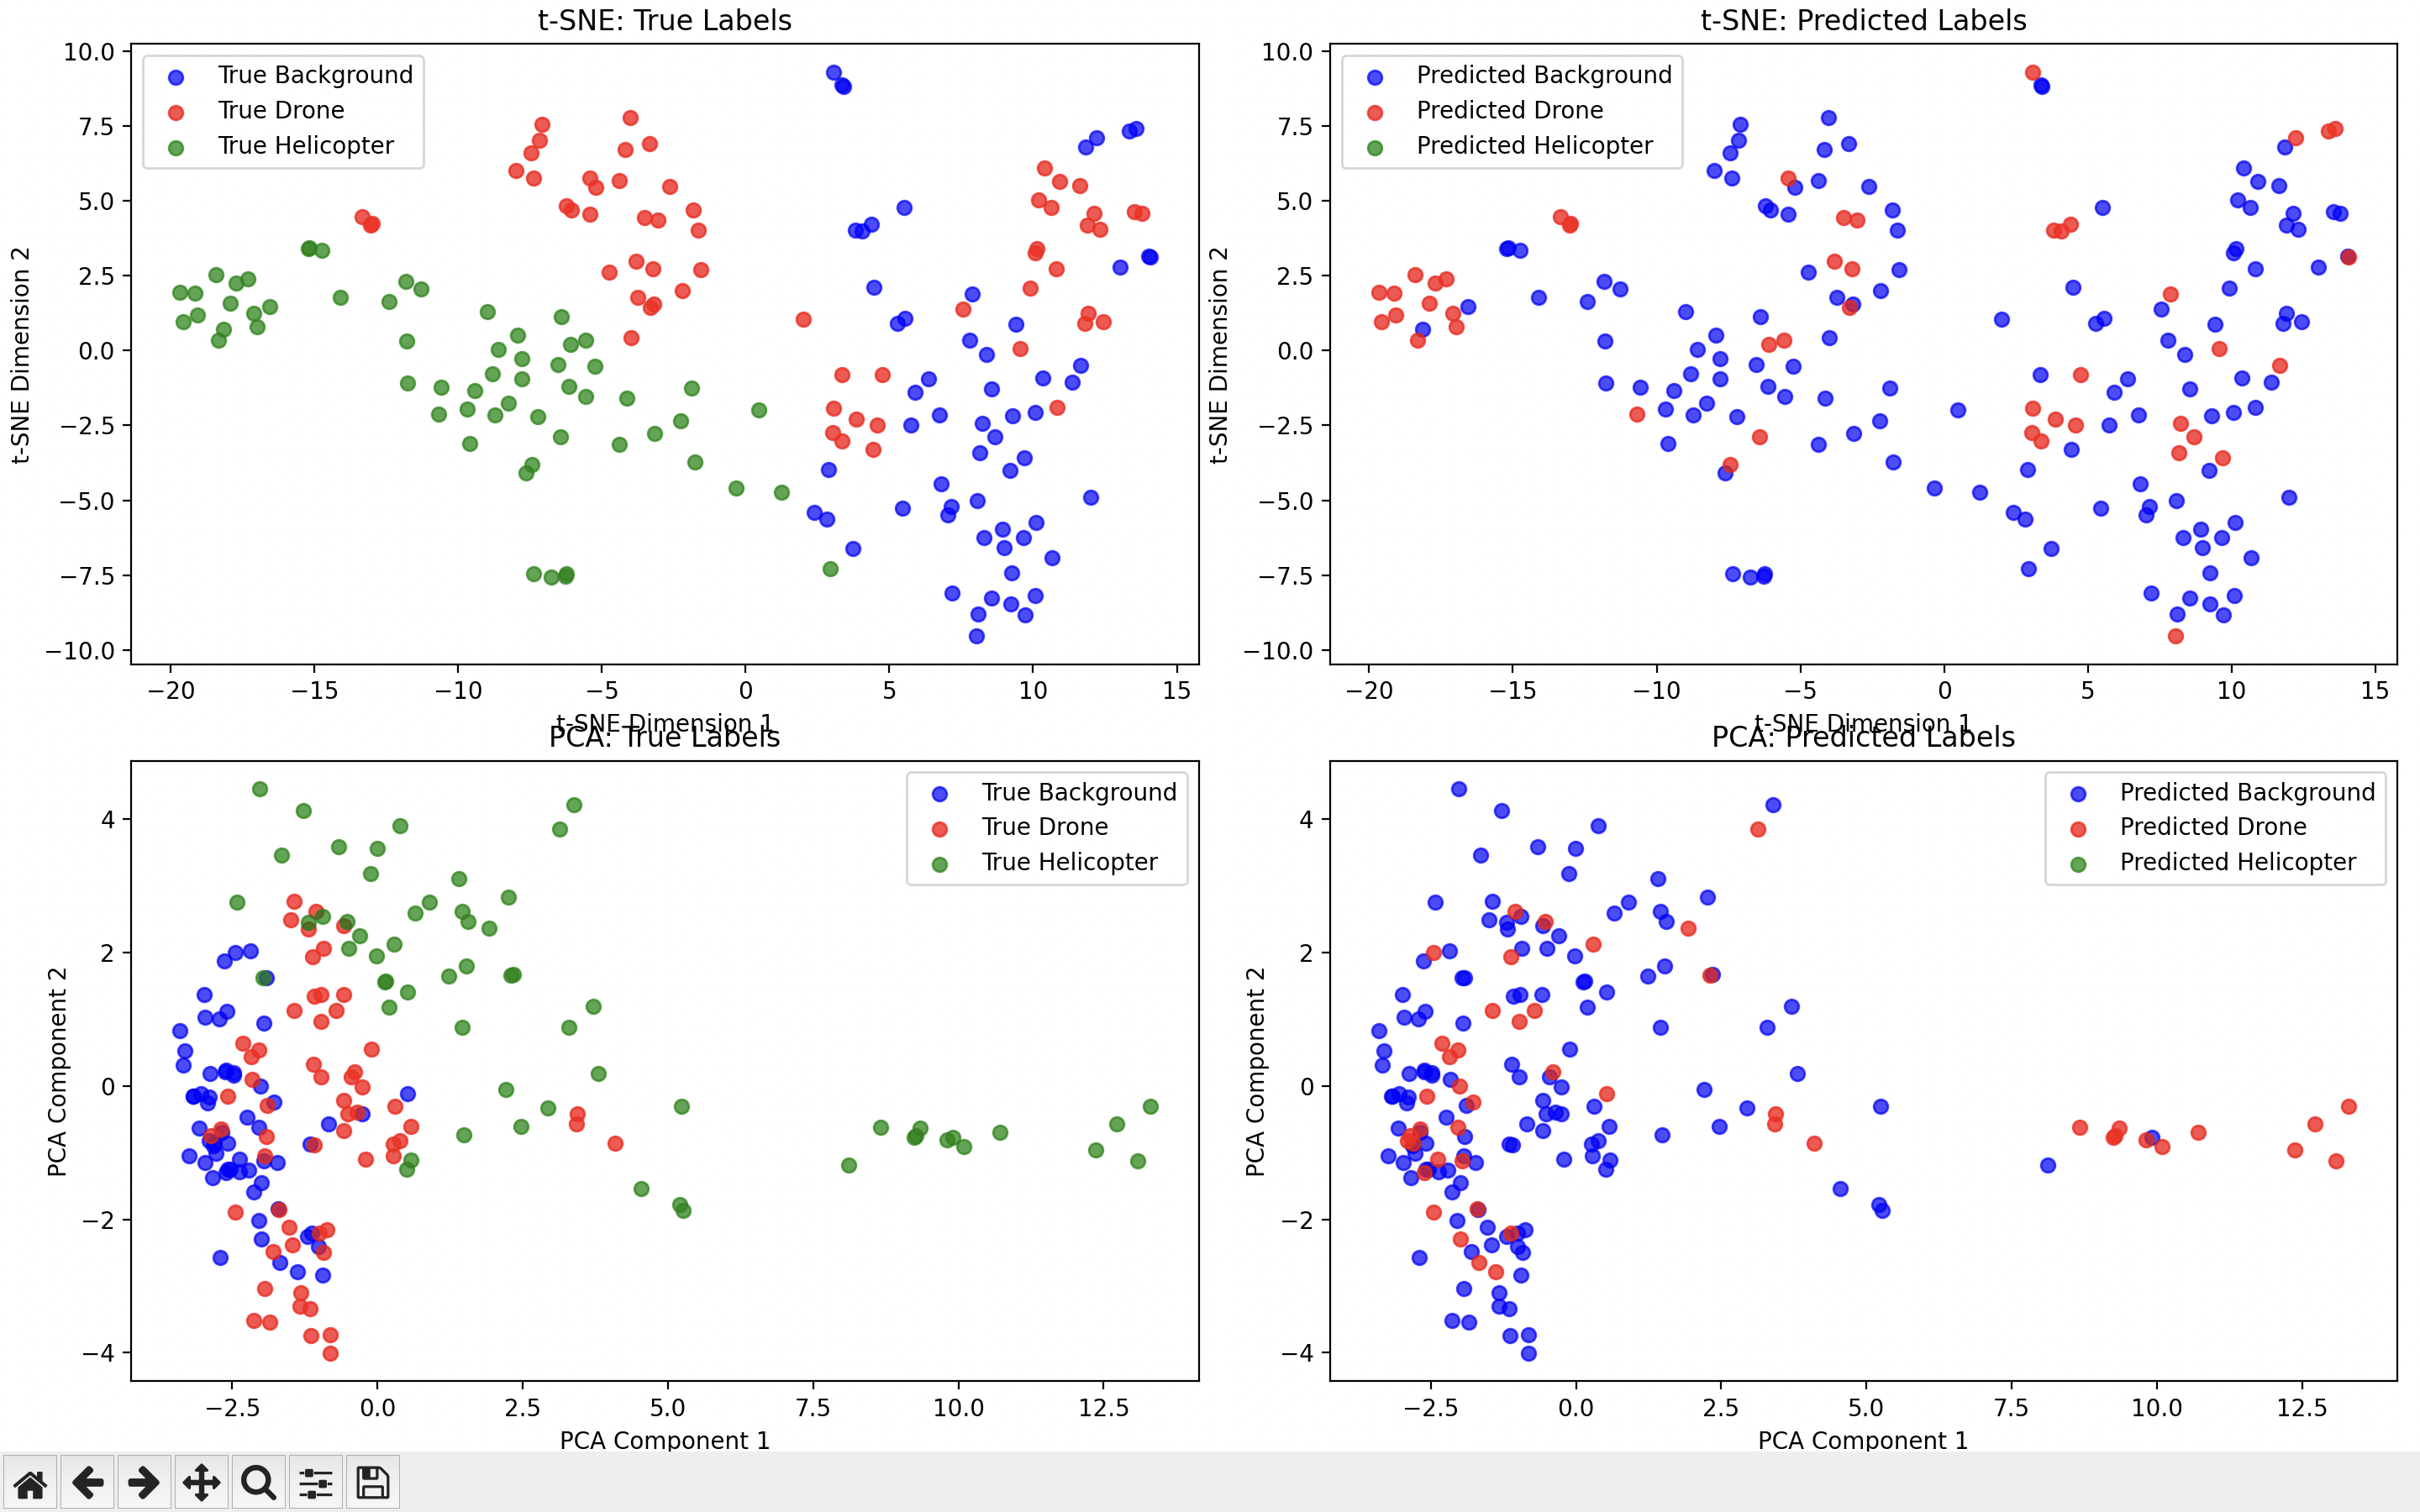 t-SNE: True Labels
t-SNE: Predicted Labels
True Background
True Drone
True Helicopter
Predicted Background
Predicted Drone
Predicted Helicopter
10.0
7.5
5.0
2.5
0.0
−2.5
−5.0
−7.5
−10.0
t-SNE Dimension 2
−20
−15
−10
−5
0
5
10
15
t-SNE Dimension 1
10.0
7.5
5.0
2.5
0.0
−2.5
−5.0
−7.5
−10.0
t-SNE Dimension 2
−20
−15
−10
−5
0
5
10
15
t-SNE Dimension 1
PCA: True Labels
PCA: Predicted Labels
True Background
True Drone
True Helicopter
Predicted Background
Predicted Drone
Predicted Helicopter
4
2
0
−2
−4
PCA Component 2
−2.5
0.0
2.5
5.0
7.5
10.0
12.5
PCA Component 1
4
2
0
−2
−4
PCA Component 2
−2.5
0.0
2.5
5.0
7.5
10.0
12.5
PCA Component 1